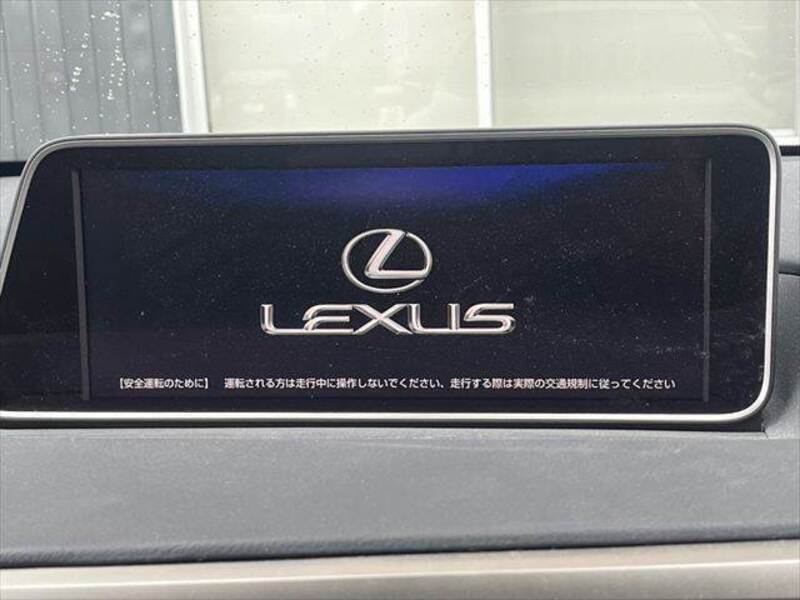 LEXUS
【安全運転のために】 運転される方は走行中に操作しないでください、走行する際は実際の交通規制に従ってください